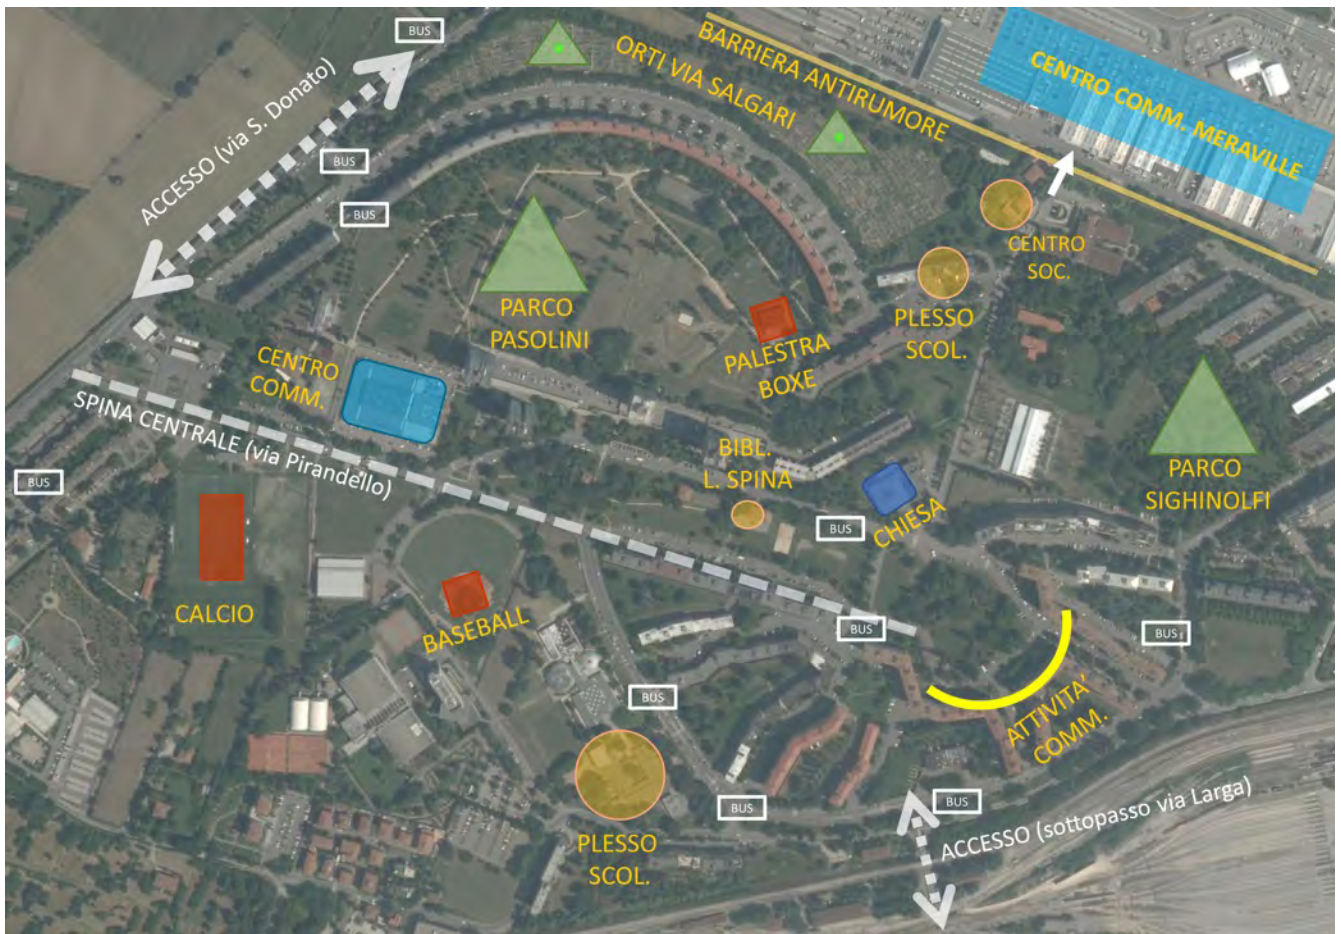 BUS
ORTI VIA SALGARI
BARRIERA ANTIRUMORE
CENTRO COMM. MERAVILLE
ACCESSO (via S. Donato)
BUS
BUS
CENTRO
SOC.
PARCO
PASOLINI
PLESSO
SCOL.
PALESTRA
BOXE
CENTRO
COMM.
SPINA CENTRALE (via Pirandello)
BIBL.
L. SPINA
PARCO
SIGHINOLFI
BUS
CHIESA
BUS
CALCIO
BASEBALL
BUS
BUS
BUS
ATTIVITA'
COMM.
BUS
BUS
ACCESSO (sottopasso via Larga)
PLESSO
SCOL.